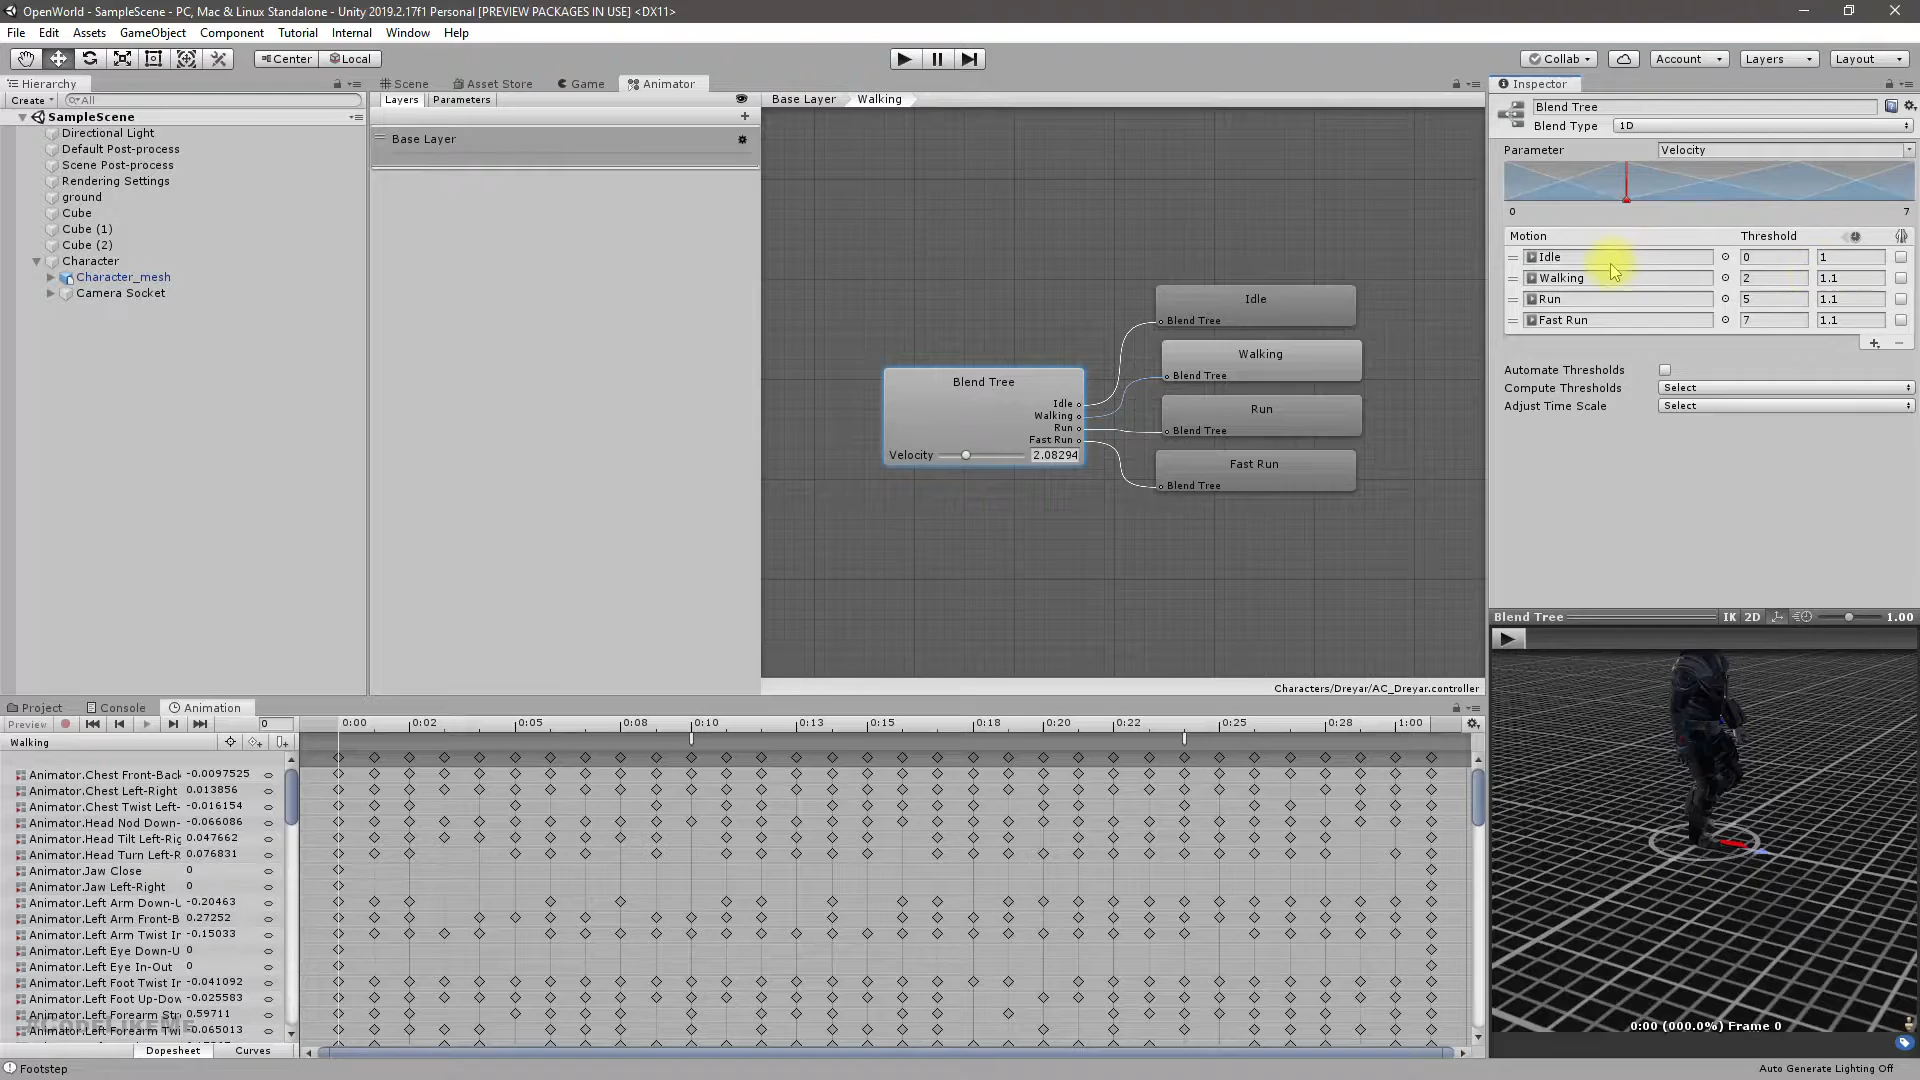 OpenWorld - SampleScene - PC, Mac & Linux Standalone - Unity 2019.2.17f1 Personal [PREVIEW PACKAGES IN USE] <DX11>
File Edit Assets GameObject Component Tutorial Internal Window Help
Center Local Collab Account Layers Layout
Hierarchy Scene Asset Store Game Animator Inspector
Create All Layers Parameters Base Layer Walking Blend Tree
SampleScene
Directional Light
Default Post-process
Scene Post-process
Rendering Settings
ground
Cube
Cube (1)
Cube (2)
Character
Character_mesh
Camera Socket
Base Layer
Idle
Blend Tree
Walking
Blend Tree
Run
Blend Tree
Fast Run
Blend Tree
Blend Tree
Idle
Walking
Run
Fast Run
Velocity 2.08294
Characters/Dreyar/AC_Dreyar.controller
Blend Type 1D
Parameter Velocity
0 7
Motion Threshold
Idle 0 1
Walking 2 1.1
Run 5 1.1
Fast Run 7 1.1
Automate Thresholds
Compute Thresholds Select
Adjust Time Scale Select
Blend Tree IK 2D 1.00
0:00 (000.0%) Frame 0
Project Console Animation
Preview 0 0:00 0:02 0:05 0:08 0:10 0:13 0:15 0:18 0:20 0:22 0:25 0:28 1:00
Walking
Animator.Chest Front-Back -0.0097525
Animator.Chest Left-Right 0.013856
Animator.Chest Twist Left- -0.016154
Animator.Head Nod Down- -0.066086
Animator.Head Tilt Left-Rig 0.047662
Animator.Head Turn Left-R 0.076831
Animator.Jaw Close 0
Animator.Jaw Left-Right 0
Animator.Left Arm Down-U -0.20463
Animator.Left Arm Front-B 0.27252
Animator.Left Arm Twist In -0.15033
Animator.Left Eye Down-U 0
Animator.Left Eye In-Out 0
Animator.Left Foot Twist In -0.041092
Animator.Left Foot Up-Dow -0.025583
Animator.Left Forearm Str 0.59711
Animator.Left Forearm Twi -0.065013
#CodeLikeMe
Dopesheet Curves
Footstep Auto Generate Lighting Off